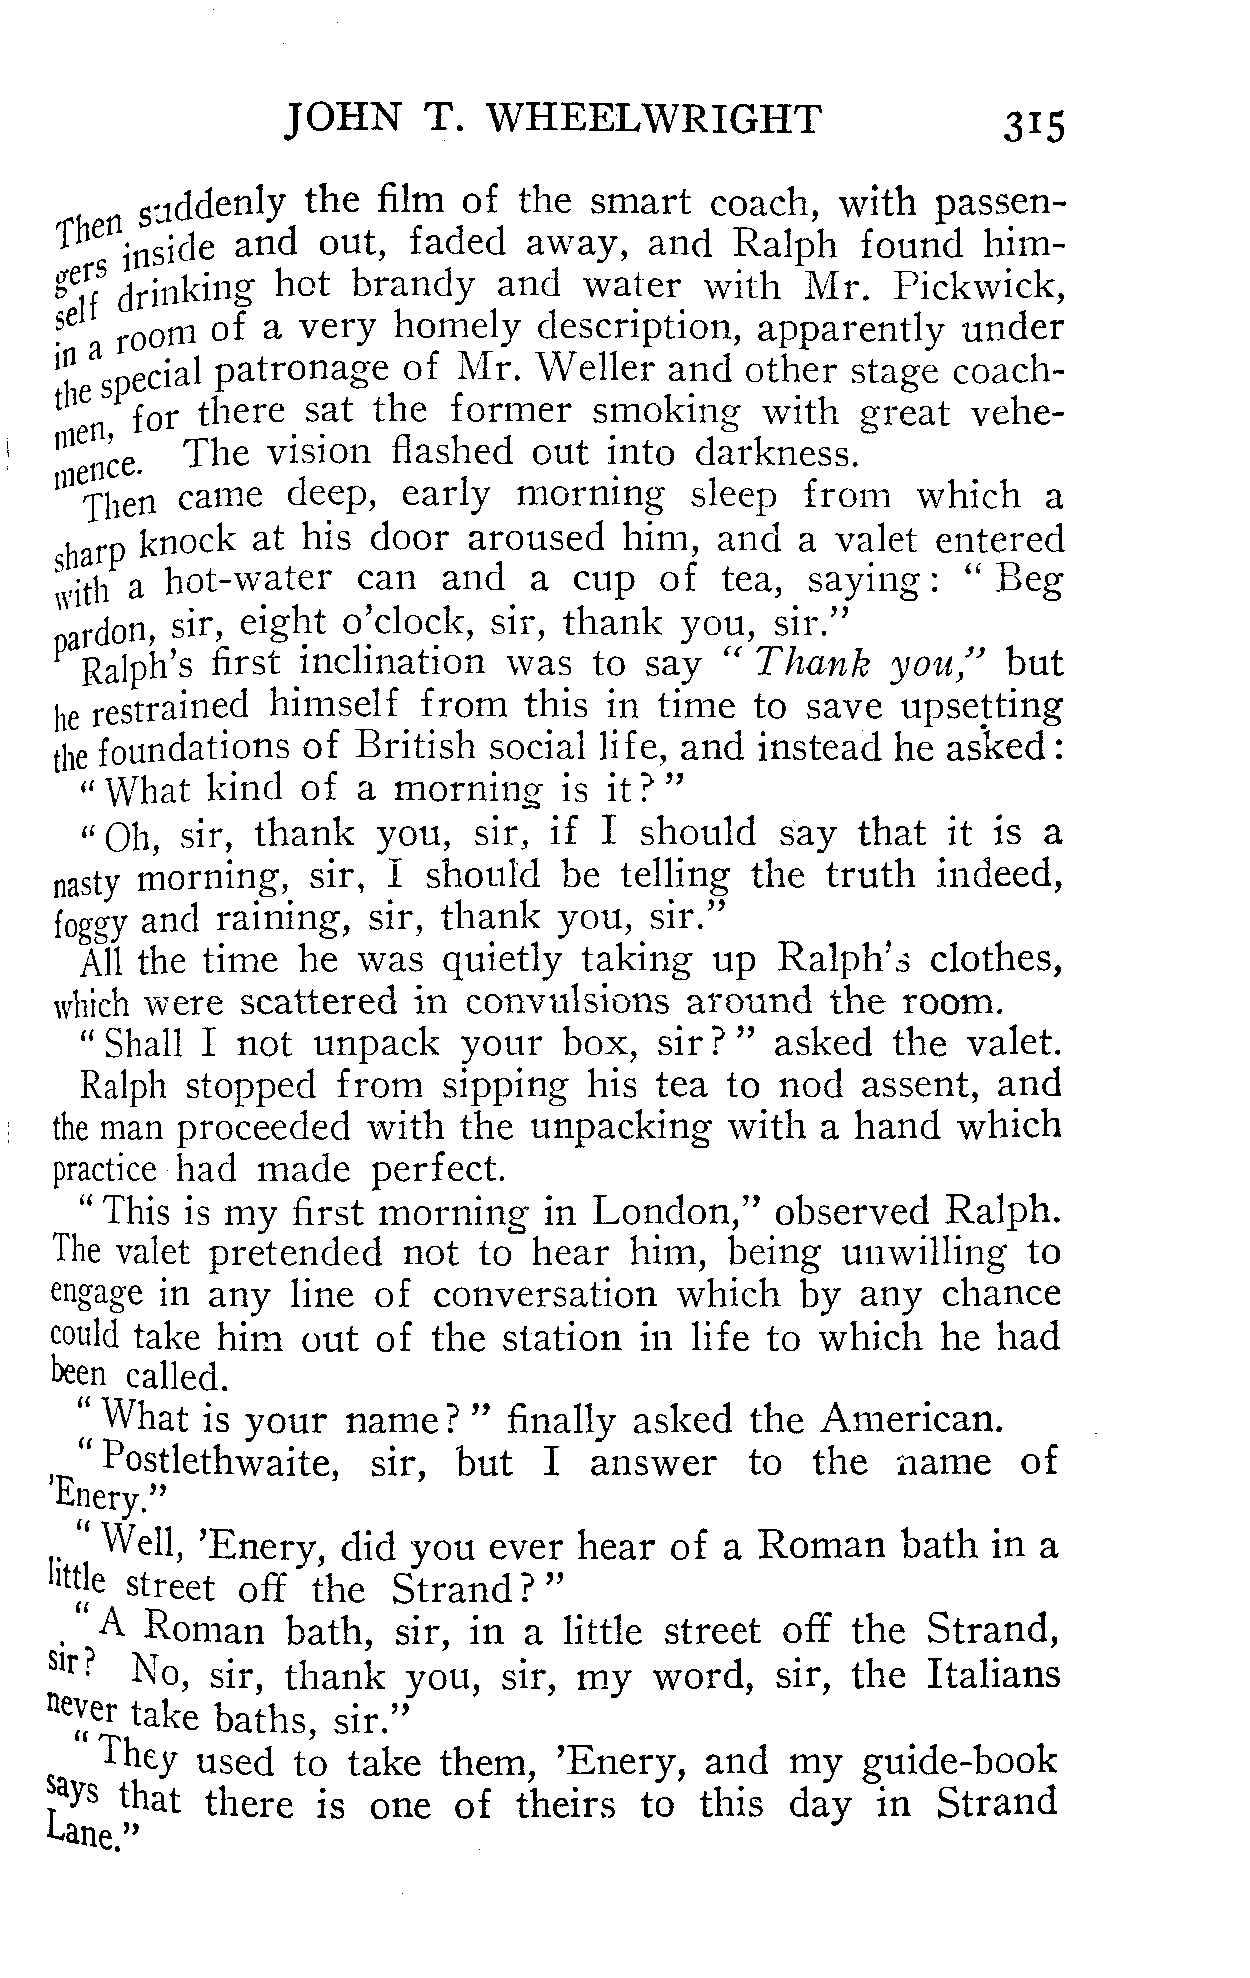 JOHN T. WHEELWRIGHT 315
Then suddenly the film of the smart coach, with passen-
gers inside and out, faded away, and Ralph found him-
self drinking hot brandy and water with Mr. Pickwick,
in a room of a very homely description, apparently under
the special patronage of Mr. Weller and other stage coach-
men, for there sat the former smoking with great vehe-
mence. The vision flashed out into darkness.
Then came deep, early morning sleep from which a
sharp knock at his door aroused him, and a valet entered
with a hot-water can and a cup of tea, saying: “Beg
pardon, sir, eight o’clock, sir, thank you, sir.”
Ralph’s first inclination was to say “Thank you,” but
he restrained himself from this in time to save upsetting
the foundations of British social life, and instead he asked:
“What kind of a morning is it?”
“Oh, sir, thank you, sir, if I should say that it is a
nasty morning, sir, I should be telling the truth indeed,
foggy and raining, sir, thank you, sir.”
All the time he was quietly taking up Ralph’s clothes,
which were scattered in convulsions around the room.
“Shall I not unpack your box, sir?” asked the valet.
Ralph stopped from sipping his tea to nod assent, and
the man proceeded with the unpacking with a hand which
practice had made perfect.
“This is my first morning in London,” observed Ralph.
The valet pretended not to hear him, being unwilling to
engage in any line of conversation which by any chance
could take him out of the station in life to which he had
been called.
“What is your name?” finally asked the American.
“Postlethwaite, sir, but I answer to the name of
’Enery.”
“Well, ’Enery, did you ever hear of a Roman bath in a
little street off the Strand?”
“A Roman bath, sir, in a little street off the Strand,
sir? No, sir, thank you, sir, my word, sir, the Italians
never take baths, sir.”
“They used to take them, ’Enery, and my guide-book
says that there is one of theirs to this day in Strand
Lane.”